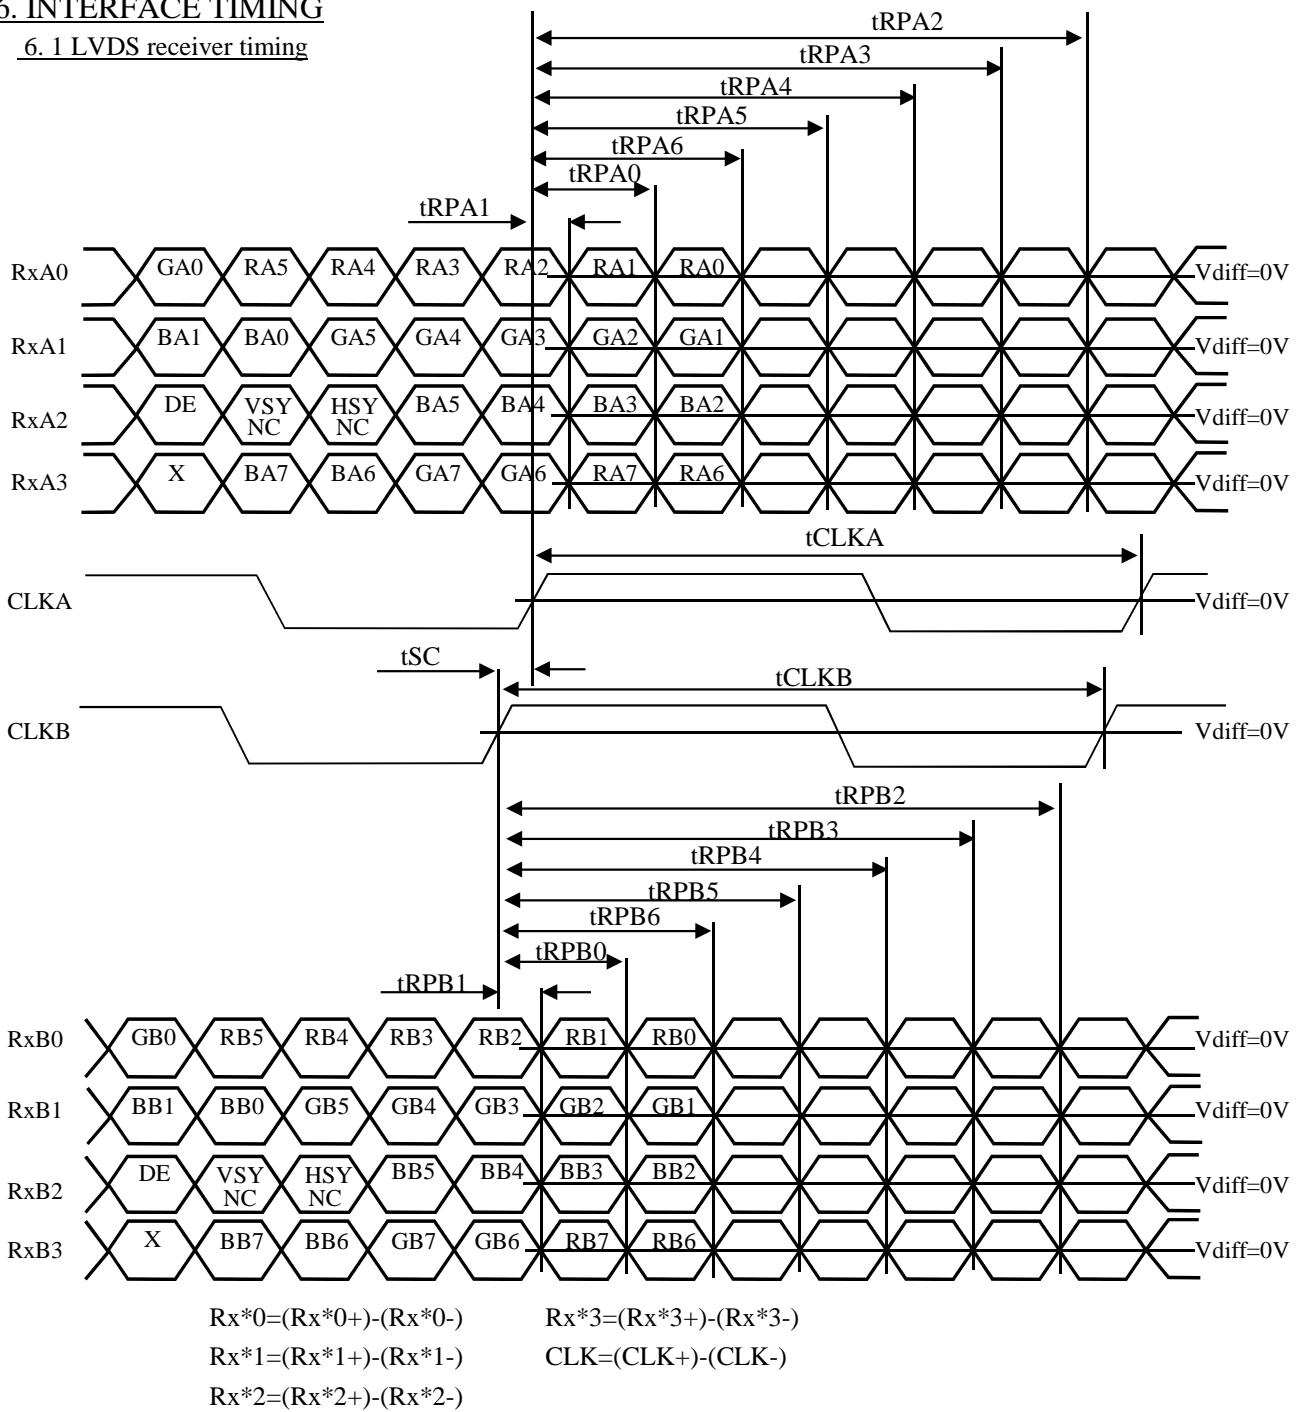 6. INTERFACE TIMING
6. 1 LVDS receiver timing
tRPA2
tRPA3
tRPA4
tRPA5
tRPA6
tRPA0
tRPA1
RxA0 GA0 RA5 RA4 RA3 RA2 RA1 RA0 Vdiff=0V
RxA1 BA1 BA0 GA5 GA4 GA3 GA2 GA1 Vdiff=0V
RxA2 DE VSY NC HSY NC BA5 BA4 BA3 BA2 Vdiff=0V
RxA3 X BA7 BA6 GA7 GA6 RA7 RA6 Vdiff=0V
tCLKA
CLKA Vdiff=0V
tSC
tCLKB
CLKB Vdiff=0V
tRPB2
tRPB3
tRPB4
tRPB5
tRPB6
tRPB0
tRPB1
RxB0 GB0 RB5 RB4 RB3 RB2 RB1 RB0 Vdiff=0V
RxB1 BB1 BB0 GB5 GB4 GB3 GB2 GB1 Vdiff=0V
RxB2 DE VSY NC HSY NC BB5 BB4 BB3 BB2 Vdiff=0V
RxB3 X BB7 BB6 GB7 GB6 RB7 RB6 Vdiff=0V
Rx*0=(Rx*0+)-(Rx*0-) Rx*3=(Rx*3+)-(Rx*3-)
Rx*1=(Rx*1+)-(Rx*1-) CLK=(CLK+)-(CLK-)
Rx*2=(Rx*2+)-(Rx*2-)